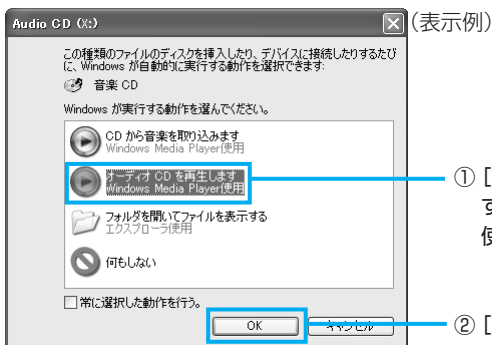 Audio CD (X:)
(表示例)
この種類のファイルのディスクを挿入したり、デバイスに接続したりするたび
に、Windows が自動的に実行する動作を選択できます:
音楽 CD
Windows が実行する動作を選んでください。
CD から音楽を取り込みます
Windows Media Player使用
オーディオ CD を再生します
Windows Media Player使用
フォルダを開いてファイルを表示する
エクスプローラ使用
何もしない
常に選択した動作を行う。
OK
キャンセル
① [
す
使
② [